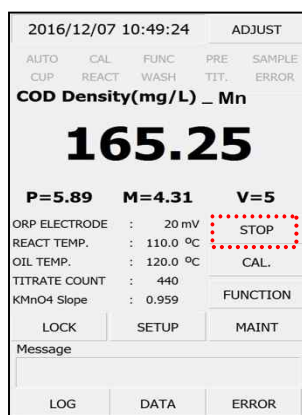 2016/12/07 10:49:24 ADJUST
AUTO CAL FUNC PRE SAMPLE
CUP REACT WASH TIT. ERROR
COD Density(mg/L) _ Mn
165.25
P=5.89 M=4.31 V=5
ORP ELECTRODE : 20 mV STOP
REACT TEMP. : 110.0 ºC
OIL TEMP. : 120.0 ºC CAL.
TITRATE COUNT : 440
KMnO4 Slope : 0.959 FUNCTION
LOCK SETUP MAINT
Message
LOG DATA ERROR